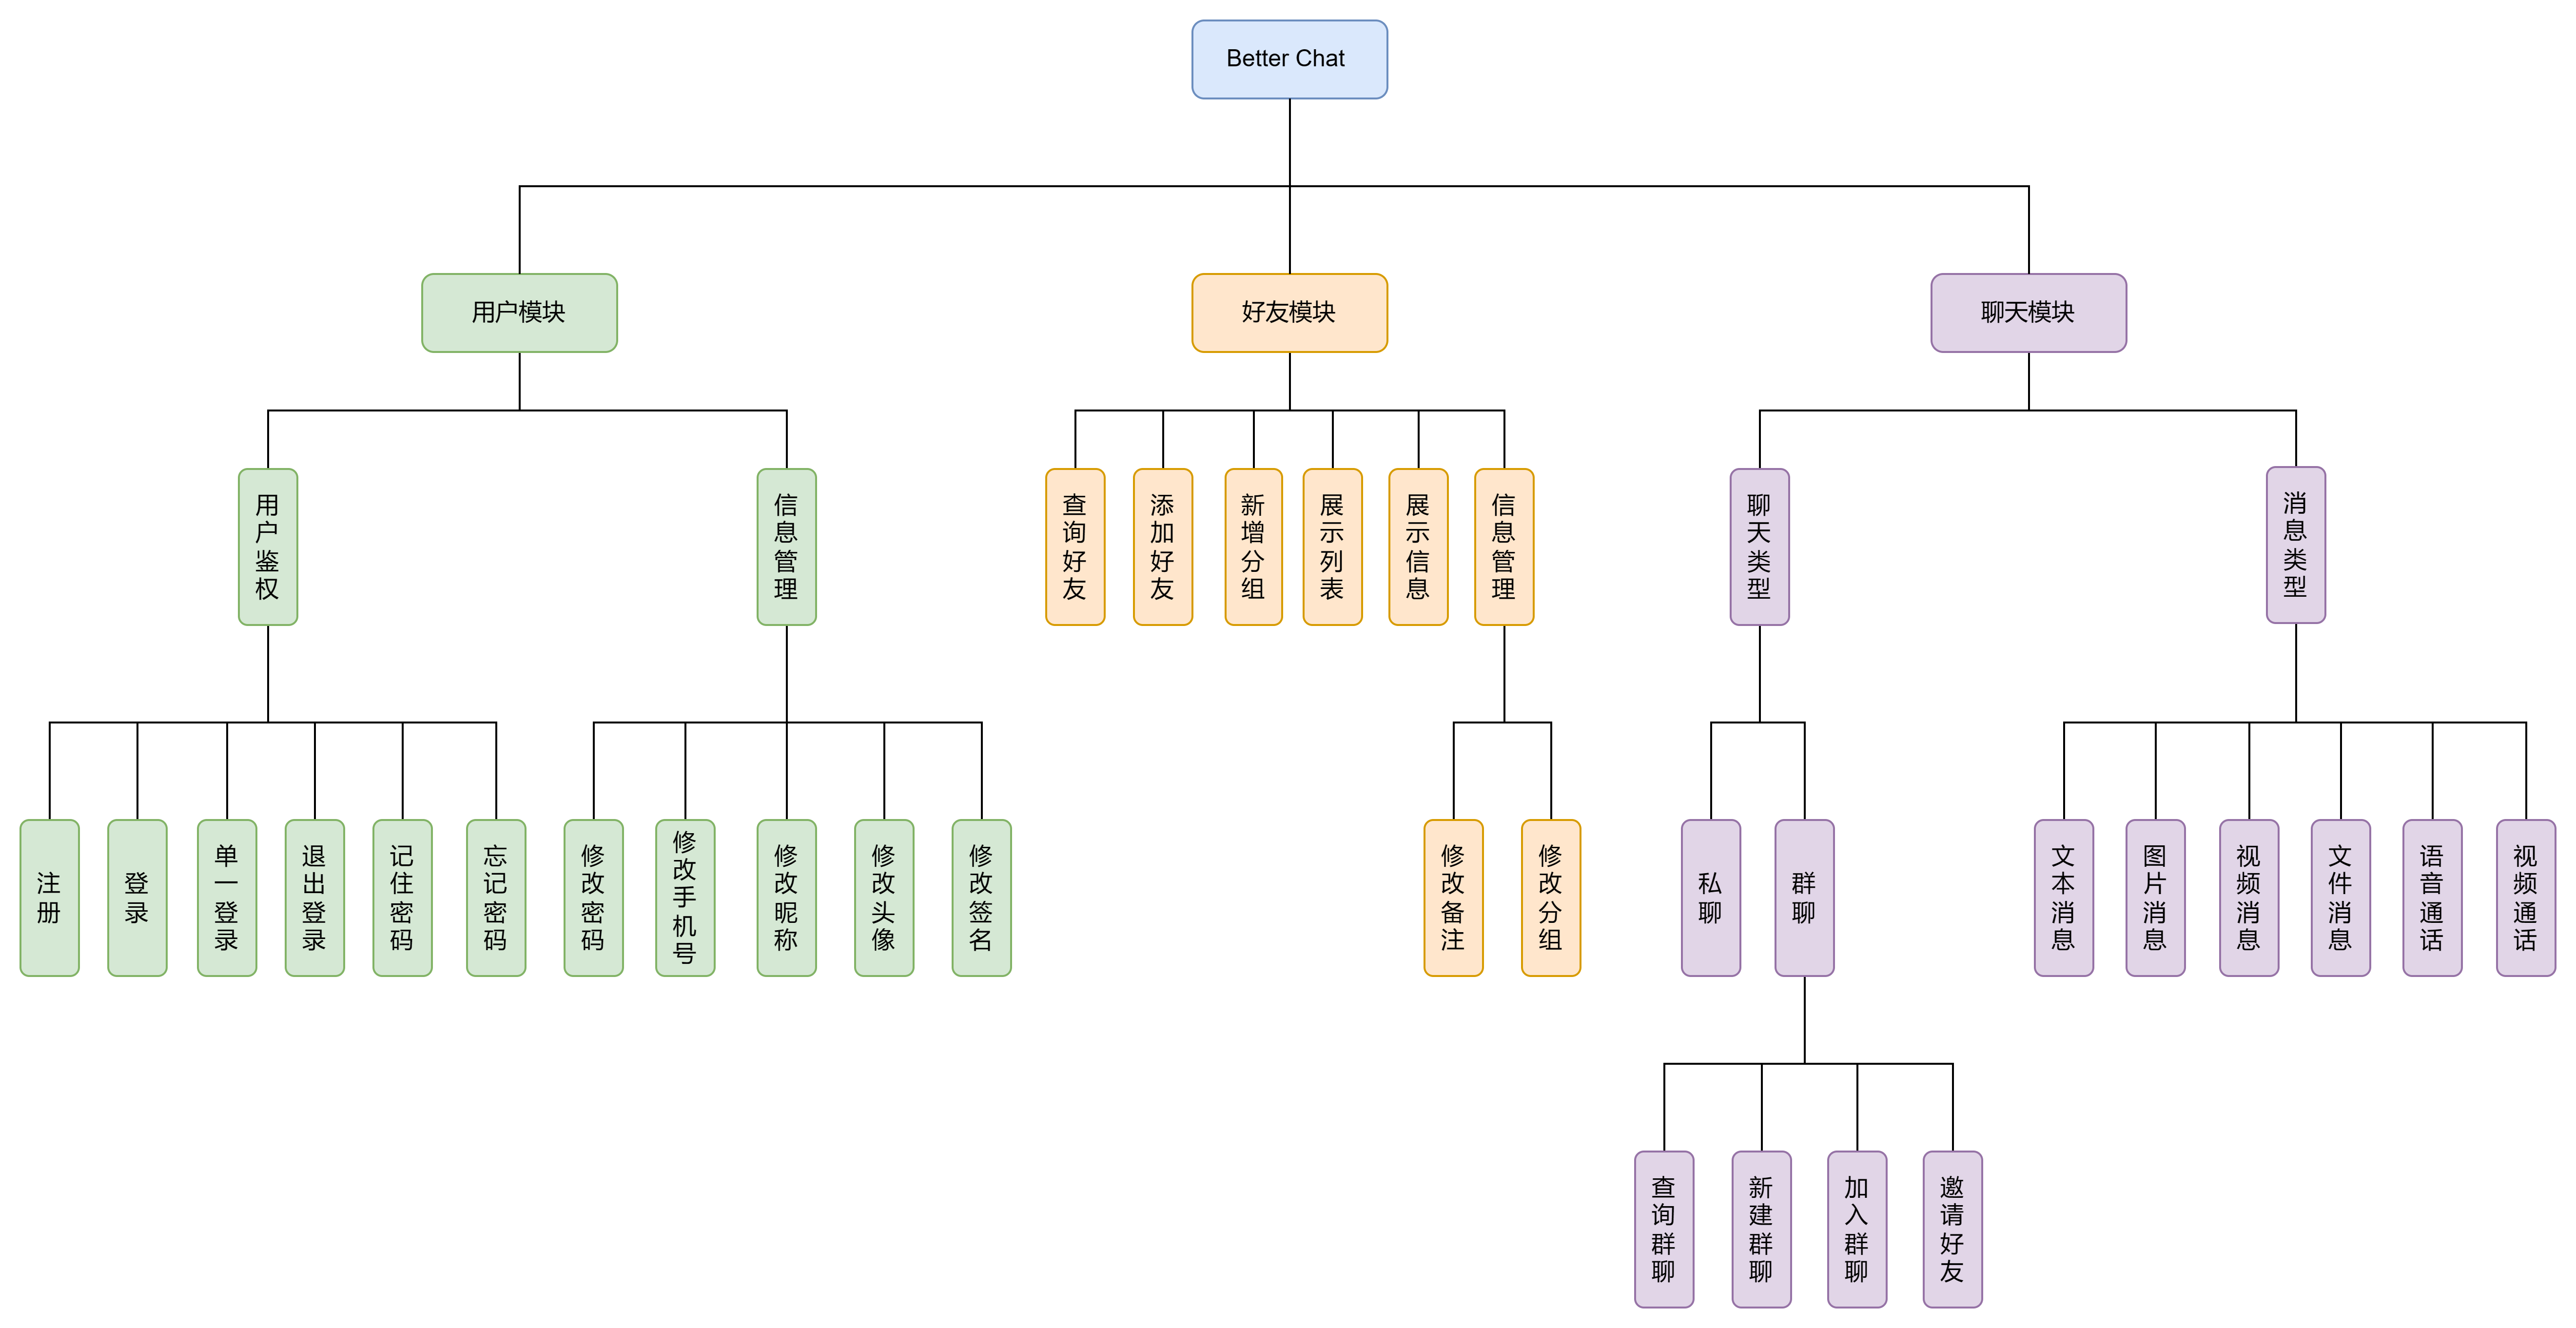 Better Chat
用户模块
好友模块
聊天模块
用户鉴权
信息管理
查询好友
添加好友
新增分组
展示列表
展示信息
信息管理
聊天类型
消息类型
注册
登录
单一登录
退出登录
记住密码
忘记密码
修改密码
修改手机号
修改昵称
修改头像
修改签名
修改备注
修改分组
私聊
群聊
文本消息
图片消息
视频消息
文件消息
语音通话
视频通话
查询群聊
新建群聊
加入群聊
邀请好友